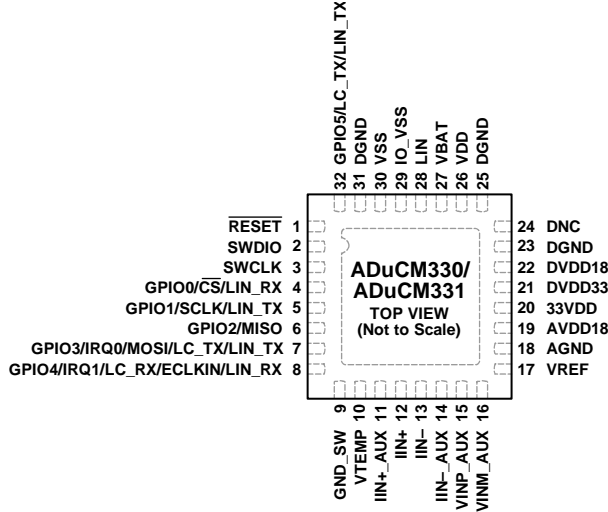 32 GPIO5/LC_TX/LIN_TX
31 DGND
30 VSS
29 IO_VSS
28 LIN
27 VBAT
26 VDD
25 DGND
RESET 1
SWDIO 2
SWCLK 3
GPIO0/CS/LIN_RX 4
GPIO1/SCLK/LIN_TX 5
GPIO2/MISO 6
GPIO3/IRQ0/MOSI/LC_TX/LIN_TX 7
GPIO4/IRQ1/LC_RX/ECLKIN/LIN_RX 8
ADuCM330/
ADuCM331
TOP VIEW
(Not to Scale)
24 DNC
23 DGND
22 DVDD18
21 DVDD33
20 33VDD
19 AVDD18
18 AGND
17 VREF
GND_SW 9
VTEMP 10
IIN+_AUX 11
IIN+ 12
IIN– 13
IIN–_AUX 14
VINP_AUX 15
VINM_AUX 16